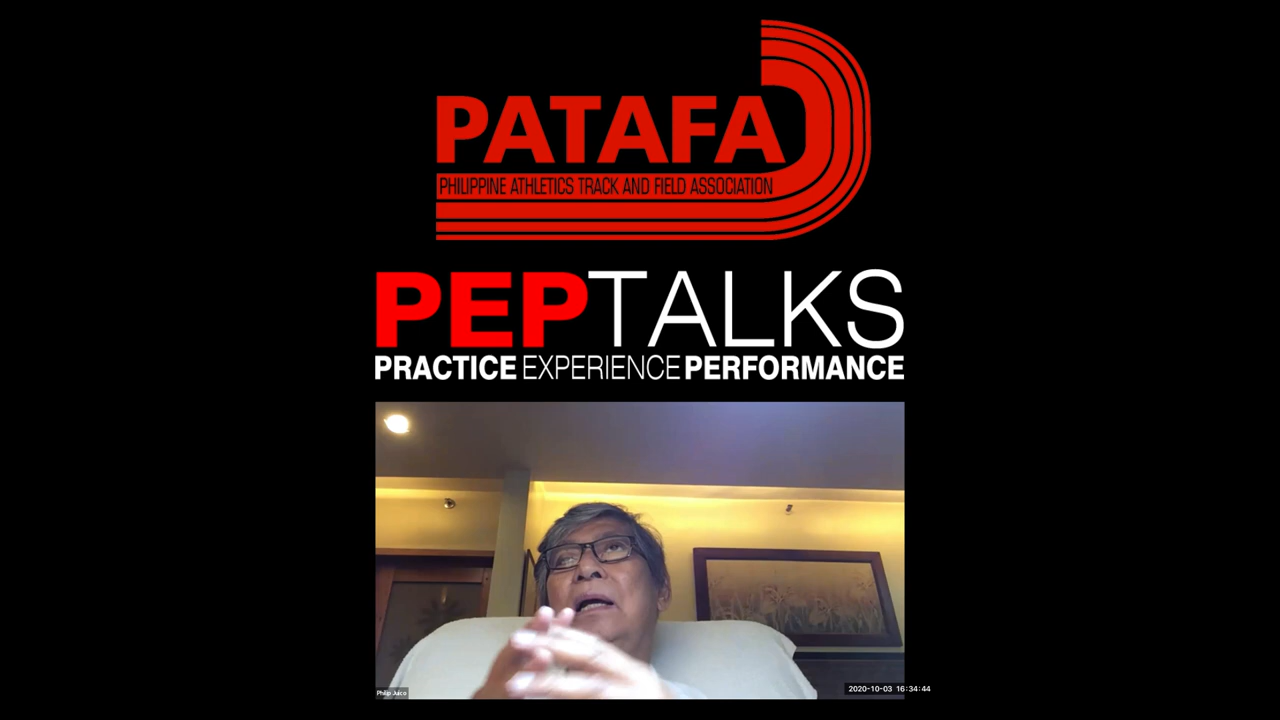 PATAFA
PHILIPPINE ATHLETICS TRACK AND FIELD ASSOCIATION
PEPTALKS
PRACTICE EXPERIENCE PERFORMANCE
Philip Juico
2020-10-03 16:34:44